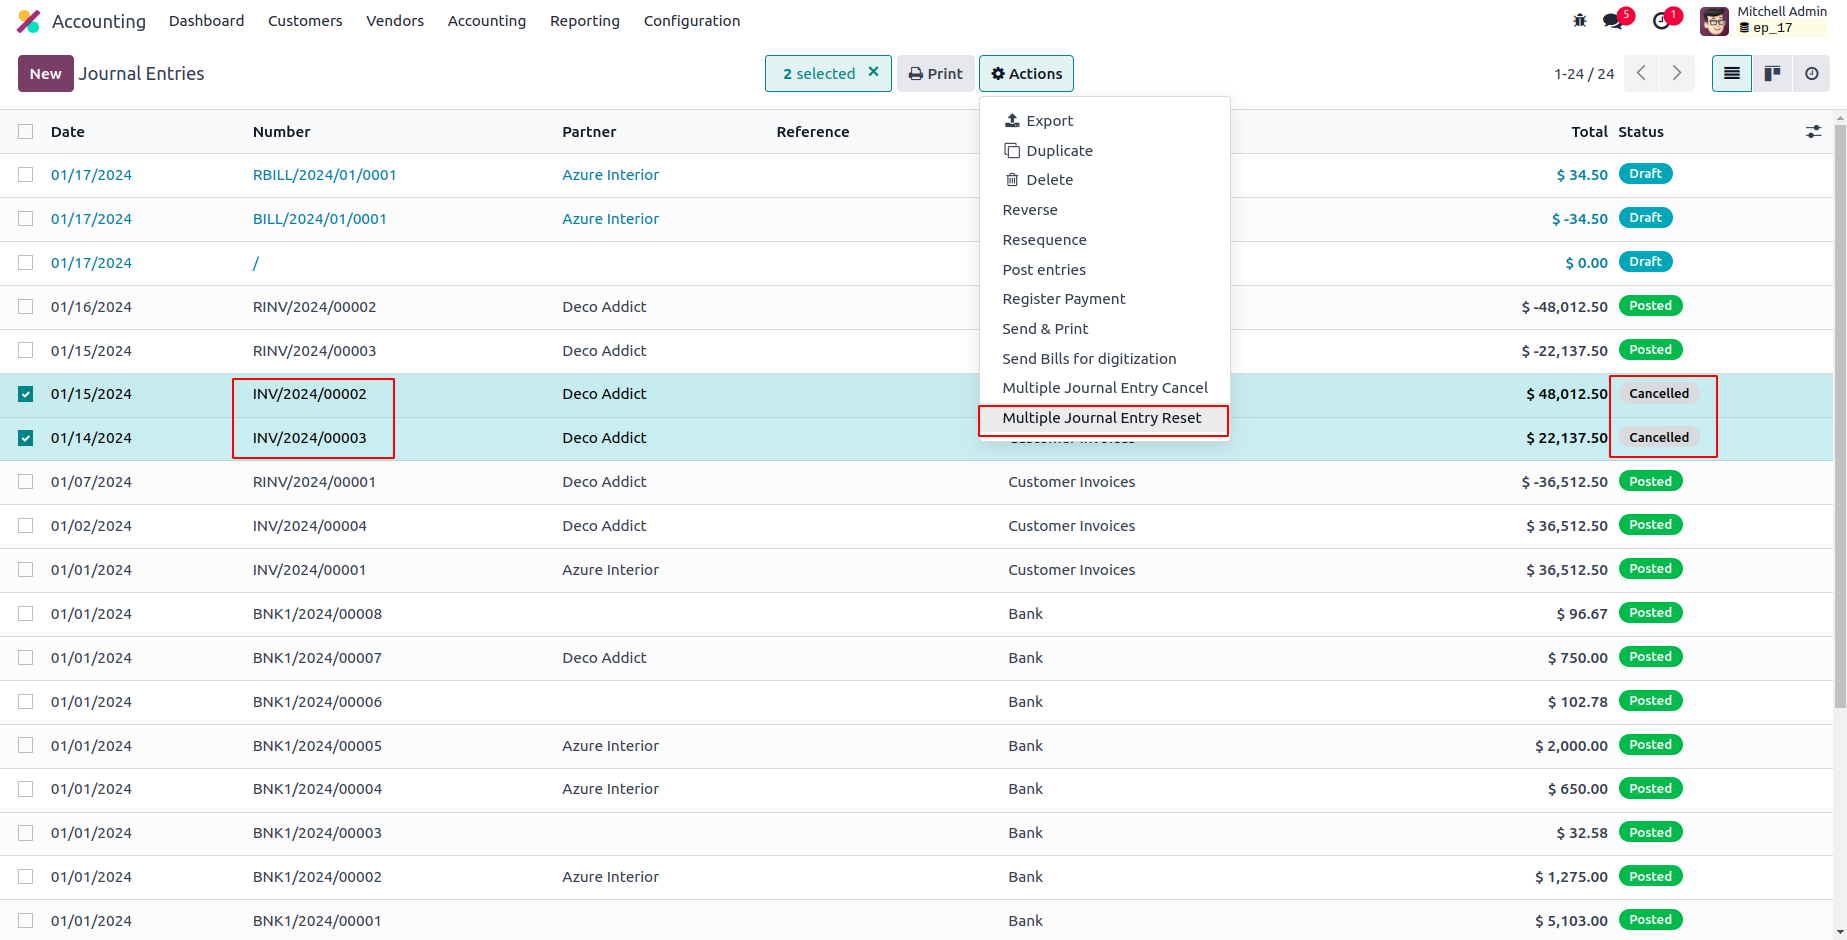 Accounting Dashboard Customers Vendors Accounting Reporting Configuration 5 1 Mitchell Admin
ep_17
New Journal Entries 2 selected × Print Actions 1-24 / 24
Export
Duplicate
Delete
Reverse
Resequence
Post entries
Register Payment
Send & Print
Send Bills for digitization
Multiple Journal Entry Cancel
Multiple Journal Entry Reset
Date Number Partner Reference Total Status
01/17/2024 RBILL/2024/01/0001 Azure Interior $ 34.50 Draft
01/17/2024 BILL/2024/01/0001 Azure Interior $ -34.50 Draft
01/17/2024 / $ 0.00 Draft
01/16/2024 RINV/2024/00002 Deco Addict $ -48,012.50 Posted
01/15/2024 RINV/2024/00003 Deco Addict $ -22,137.50 Posted
01/15/2024 INV/2024/00002 Deco Addict $ 48,012.50 Cancelled
01/14/2024 INV/2024/00003 Deco Addict Customer Invoices $ 22,137.50 Cancelled
01/07/2024 RINV/2024/00001 Deco Addict Customer Invoices $ -36,512.50 Posted
01/02/2024 INV/2024/00004 Deco Addict Customer Invoices $ 36,512.50 Posted
01/01/2024 INV/2024/00001 Azure Interior Customer Invoices $ 36,512.50 Posted
01/01/2024 BNK1/2024/00008 Bank $ 96.67 Posted
01/01/2024 BNK1/2024/00007 Deco Addict Bank $ 750.00 Posted
01/01/2024 BNK1/2024/00006 Bank $ 102.78 Posted
01/01/2024 BNK1/2024/00005 Azure Interior Bank $ 2,000.00 Posted
01/01/2024 BNK1/2024/00004 Azure Interior Bank $ 650.00 Posted
01/01/2024 BNK1/2024/00003 Bank $ 32.58 Posted
01/01/2024 BNK1/2024/00002 Azure Interior Bank $ 1,275.00 Posted
01/01/2024 BNK1/2024/00001 Bank $ 5,103.00 Posted